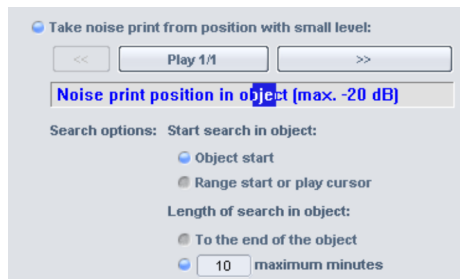 Take noise print from position with small level:
<< Play 1/1 >>
Noise print position in object (max. -20 dB)
Search options: Start search in object:
Object start
Range start or play cursor
Length of search in object:
To the end of the object
10 maximum minutes